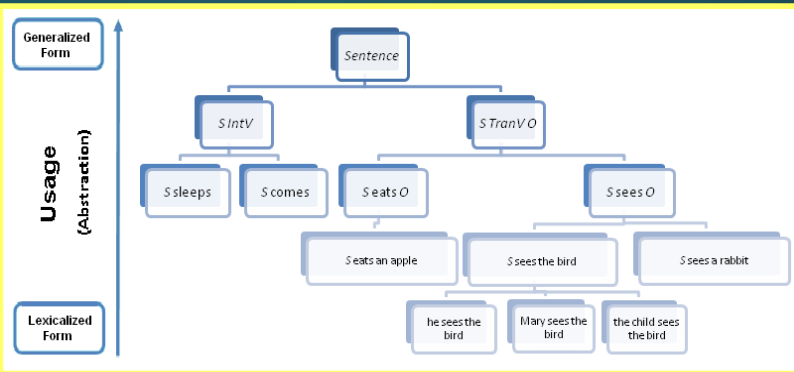 Generalized
Form
Sentence
S IntV
S TranV O
Usage
(Abstraction)
S sleeps
S comes
S eats O
S sees O
S eats an apple
S sees the bird
S sees a rabbit
Lexicalized
Form
he sees the
bird
Mary sees the
bird
the child sees
the bird